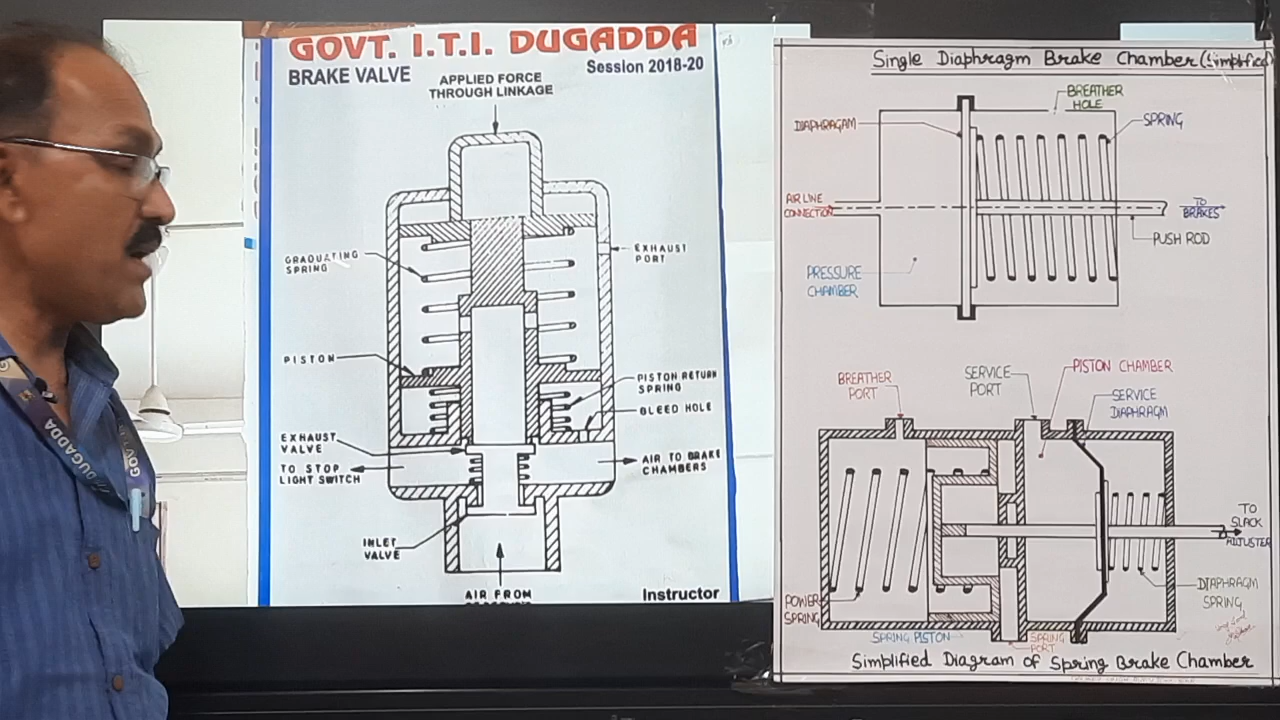 GOVT. I.T.I. DUGADDA
BRAKE VALVE
Session 2018-20
APPLIED FORCE
THROUGH LINKAGE
GRADUATING
SPRING
EXHAUST
PORT
PISTON
PISTON RETURN
SPRING
BLEED HOLE
EXHAUST
VALVE
TO STOP
LIGHT SWITCH
AIR TO BRAKE
CHAMBERS
INLET
VALVE
AIR FROM
Instructor
Single Diaphragm Brake Chamber (Simplified)
BREATHER
HOLE
DIAPHRAGAM
SPRING
AIR LINE
CONNECTION
TO
BRAKES
PUSH ROD
PRESSURE
CHAMBER
BREATHER
PORT
SERVICE
PORT
PISTON CHAMBER
SERVICE
DIAPHRAGM
TO
SLACK
ADJUSTER
POWER
SPRING
DIAPHRAGM
SPRING
SPRING PISTON
SPRING
PORT
Simplified Diagram of Spring Brake Chamber
DUGADDA